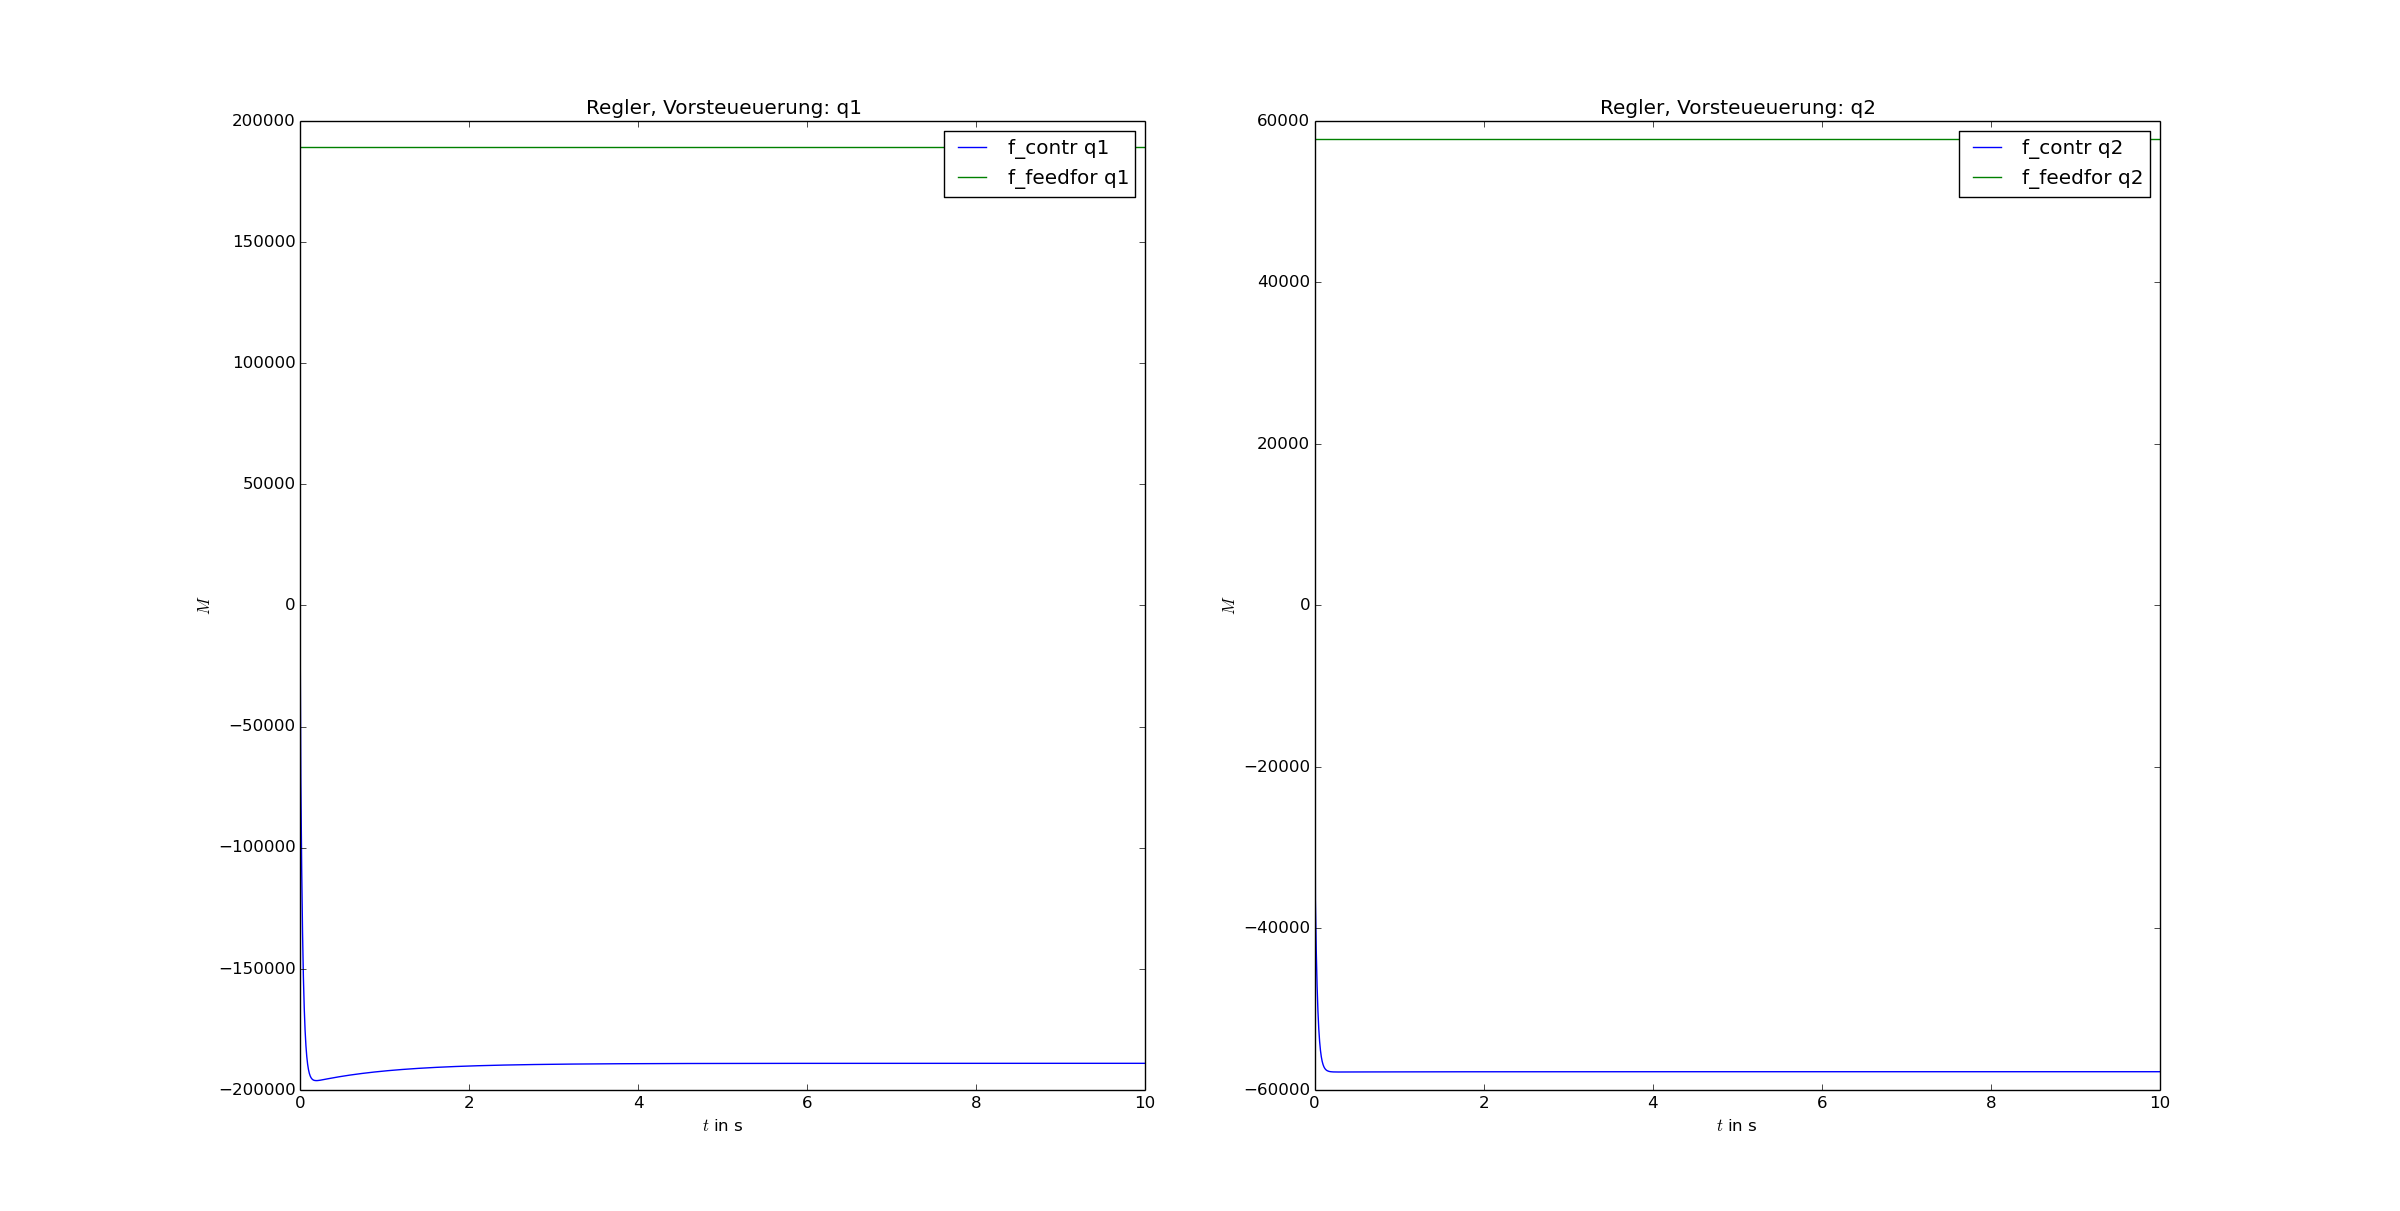 Regler, Vorsteueuerung: q1
200000
150000
100000
50000
0
−50000
−100000
−150000
−200000
M
0 2 4 6 8 10
t in s
f_contr q1
f_feedfor q1
Regler, Vorsteueuerung: q2
60000
40000
20000
0
−20000
−40000
−60000
M
0 2 4 6 8 10
t in s
f_contr q2
f_feedfor q2